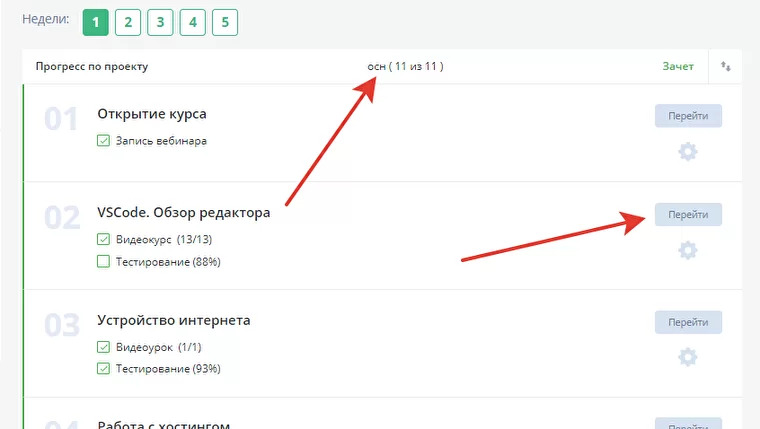 Недели: 1 2 3 4 5
Прогресс по проекту осн ( 11 из 11 ) Зачет
01 Открытие курса Перейти
Запись вебинара
02 VSCode. Обзор редактора Перейти
Видеокурс (13/13)
Тестирование (88%)
03 Устройство интернета Перейти
Видеоурок (1/1)
Тестирование (93%)
04 Работа с хостингом Перейти